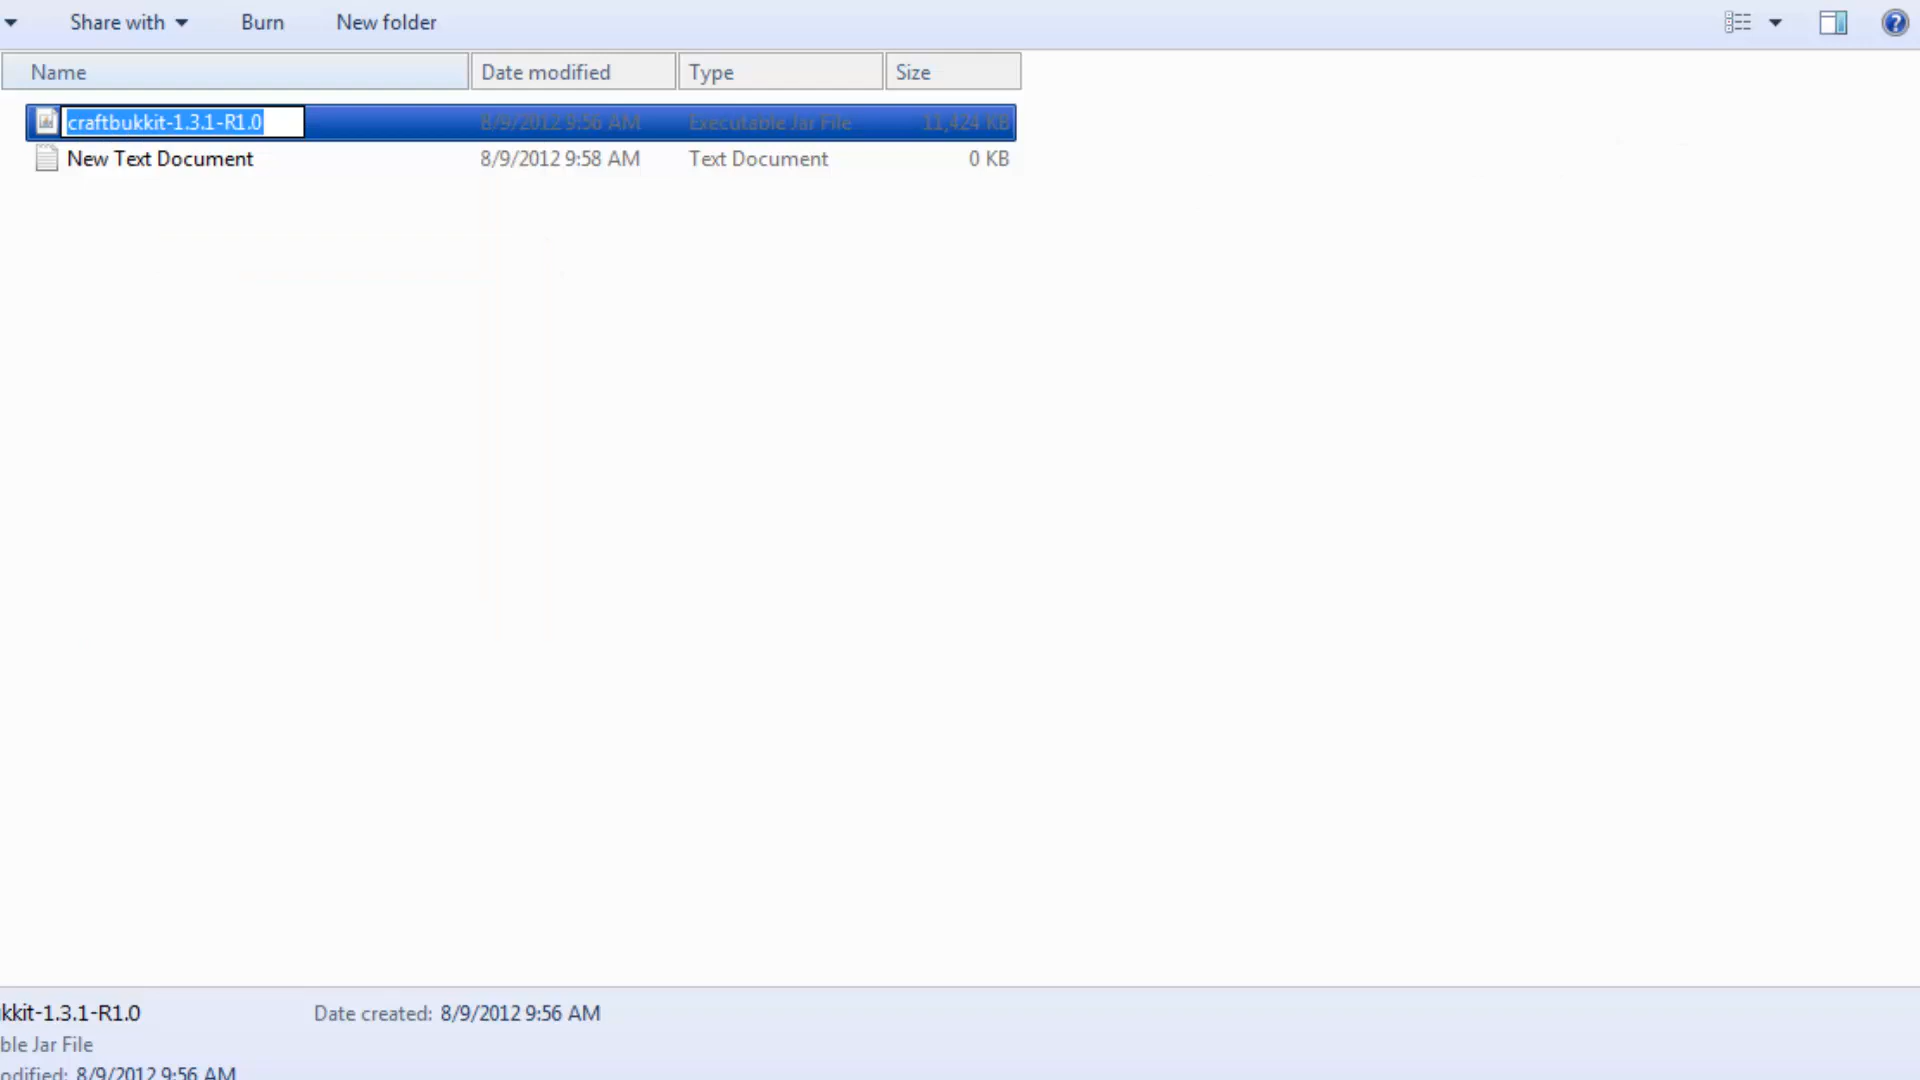 Share with Burn New folder
Name Date modified Type Size
craftbukkit-1.3.1-R1.0 8/9/2012 9:56 AM Executable Jar File 11,424 KB
New Text Document 8/9/2012 9:58 AM Text Document 0 KB
kkit-1.3.1-R1.0 Date created: 8/9/2012 9:56 AM
ble Jar File
odified: 8/9/2012 9:56 AM